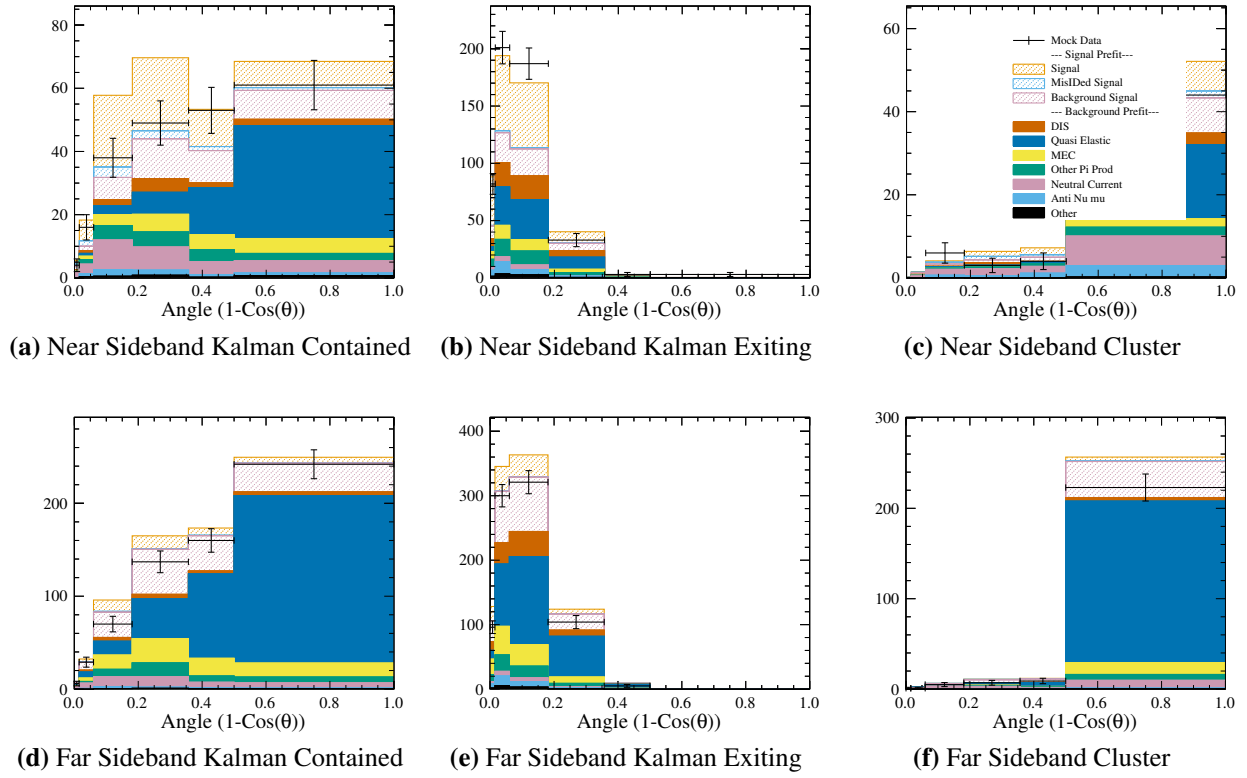 80
60
40
20
0
0.0 0.2 0.4 0.6 0.8 1.0
Angle (1-Cos(θ))
(a) Near Sideband Kalman Contained
200
150
100
50
0
0.0 0.2 0.4 0.6 0.8 1.0
Angle (1-Cos(θ))
(b) Near Sideband Kalman Exiting
60
50
40
30
20
10
0
0.0 0.2 0.4 0.6 0.8 1.0
Angle (1-Cos(θ))
Mock Data
--- Signal Prefit---
Signal
MisIDed Signal
Background Signal
--- Background Prefit---
DIS
Quasi Elastic
MEC
Other Pi Prod
Neutral Current
Anti Nu mu
Other
(c) Near Sideband Cluster
200
100
0
0.0 0.2 0.4 0.6 0.8 1.0
Angle (1-Cos(θ))
(d) Far Sideband Kalman Contained
400
300
200
100
0
0.0 0.2 0.4 0.6 0.8 1.0
Angle (1-Cos(θ))
(e) Far Sideband Kalman Exiting
300
200
100
0
0.0 0.2 0.4 0.6 0.8 1.0
Angle (1-Cos(θ))
(f) Far Sideband Cluster